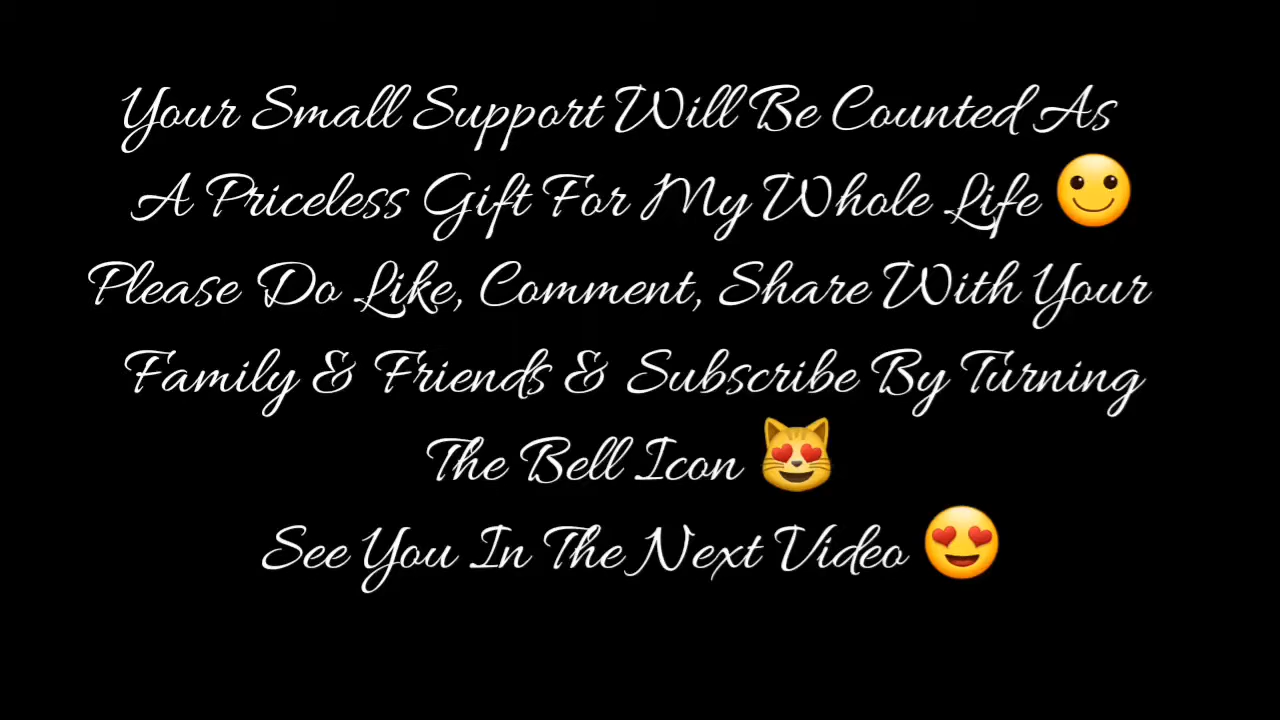 Your Small Support Will Be Counted As
A Priceless Gift For My Whole Life 🙂
Please Do Like, Comment, Share With Your
Family & Friends & Subscribe By Turning
The Bell Icon 😻
See You In The Next Video 😍